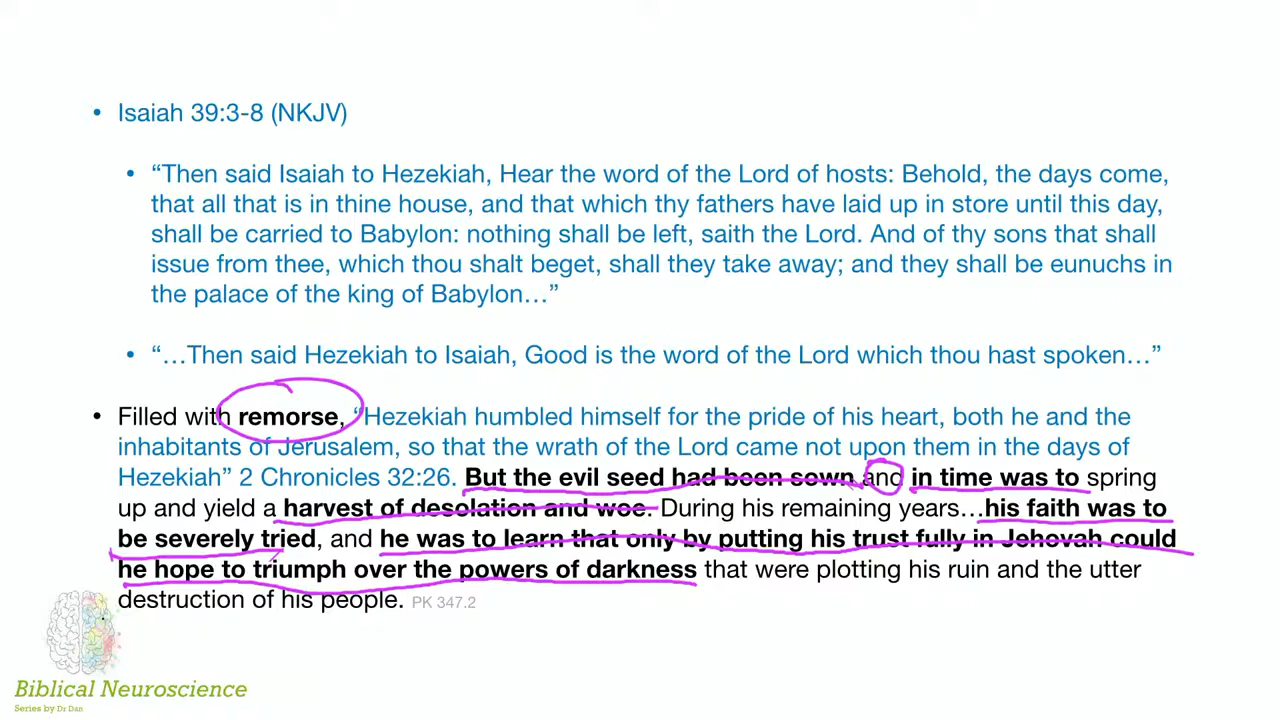 • Isaiah 39:3-8 (NKJV)
• “Then said Isaiah to Hezekiah, Hear the word of the Lord of hosts: Behold, the days come,
that all that is in thine house, and that which thy fathers have laid up in store until this day,
shall be carried to Babylon: nothing shall be left, saith the Lord. And of thy sons that shall
issue from thee, which thou shalt beget, shall they take away; and they shall be eunuchs in
the palace of the king of Babylon…”
• “…Then said Hezekiah to Isaiah, Good is the word of the Lord which thou hast spoken…”
• Filled with remorse, “Hezekiah humbled himself for the pride of his heart, both he and the
inhabitants of Jerusalem, so that the wrath of the Lord came not upon them in the days of
Hezekiah” 2 Chronicles 32:26. But the evil seed had been sown and in time was to spring
up and yield a harvest of desolation and woe. During his remaining years…his faith was to
be severely tried, and he was to learn that only by putting his trust fully in Jehovah could
he hope to triumph over the powers of darkness that were plotting his ruin and the utter
destruction of his people. PK 347.2
Biblical Neuroscience
Series by Dr Dan